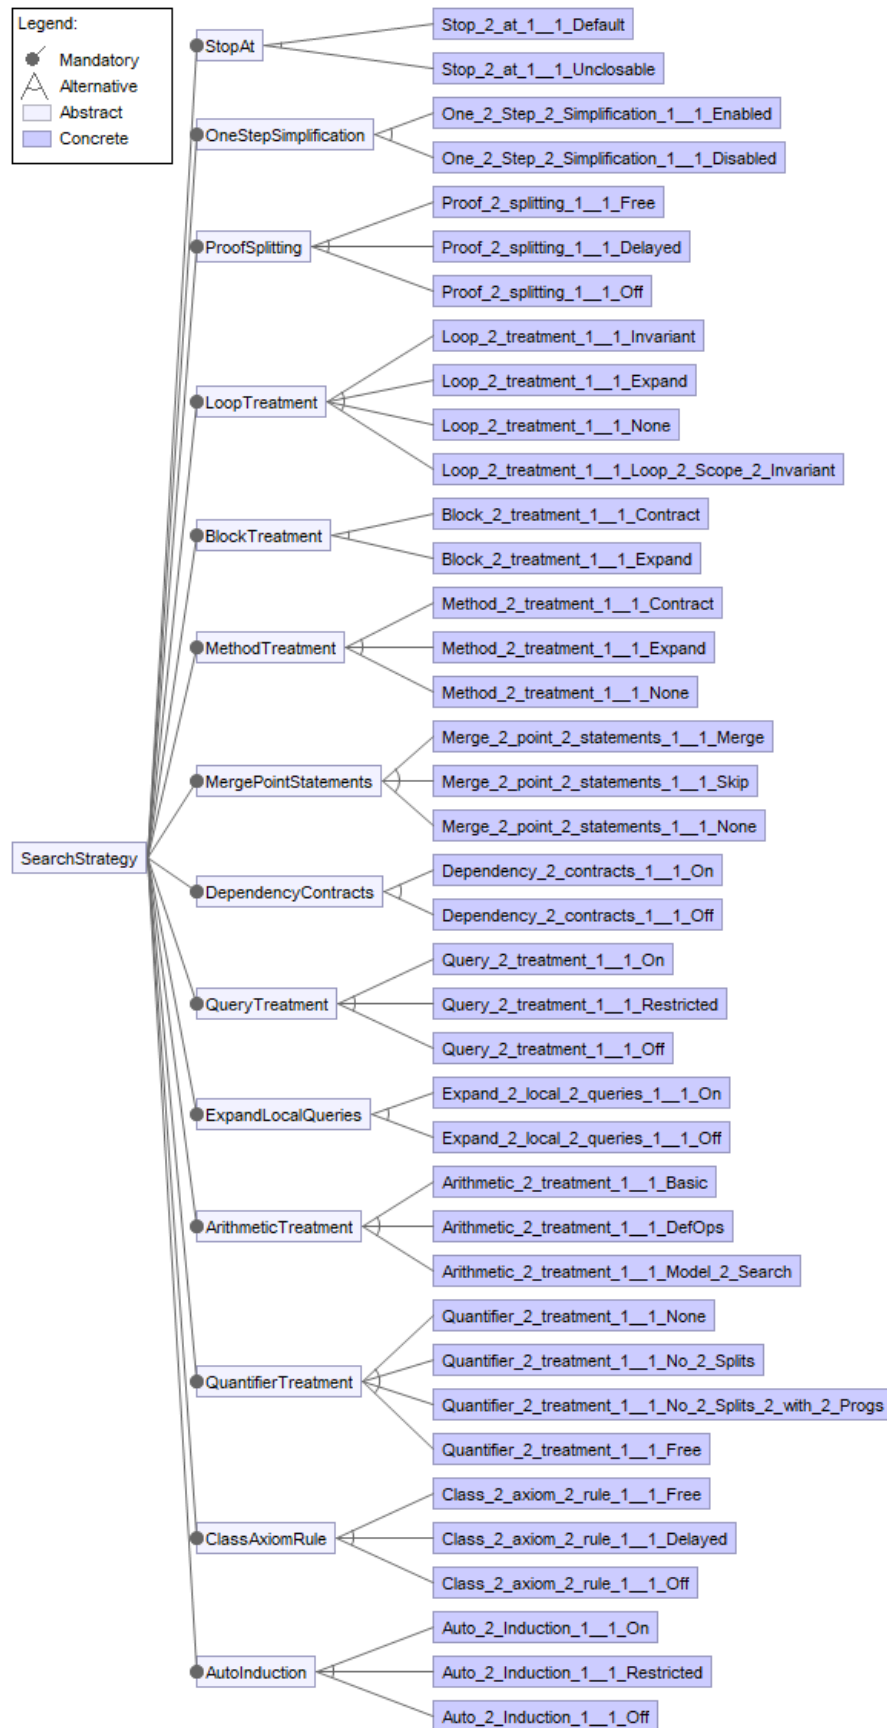 Legend:
Mandatory
Alternative
Abstract
Concrete
SearchStrategy
StopAt
Stop_2_at_1__1_Default
Stop_2_at_1__1_Unclosable
OneStepSimplification
One_2_Step_2_Simplification_1__1_Enabled
One_2_Step_2_Simplification_1__1_Disabled
ProofSplitting
Proof_2_splitting_1__1_Free
Proof_2_splitting_1__1_Delayed
Proof_2_splitting_1__1_Off
LoopTreatment
Loop_2_treatment_1__1_Invariant
Loop_2_treatment_1__1_Expand
Loop_2_treatment_1__1_None
Loop_2_treatment_1__1_Loop_2_Scope_2_Invariant
BlockTreatment
Block_2_treatment_1__1_Contract
Block_2_treatment_1__1_Expand
MethodTreatment
Method_2_treatment_1__1_Contract
Method_2_treatment_1__1_Expand
Method_2_treatment_1__1_None
MergePointStatements
Merge_2_point_2_statements_1__1_Merge
Merge_2_point_2_statements_1__1_Skip
Merge_2_point_2_statements_1__1_None
DependencyContracts
Dependency_2_contracts_1__1_On
Dependency_2_contracts_1__1_Off
QueryTreatment
Query_2_treatment_1__1_On
Query_2_treatment_1__1_Restricted
Query_2_treatment_1__1_Off
ExpandLocalQueries
Expand_2_local_2_queries_1__1_On
Expand_2_local_2_queries_1__1_Off
ArithmeticTreatment
Arithmetic_2_treatment_1__1_Basic
Arithmetic_2_treatment_1__1_DefOps
Arithmetic_2_treatment_1__1_Model_2_Search
QuantifierTreatment
Quantifier_2_treatment_1__1_None
Quantifier_2_treatment_1__1_No_2_Splits
Quantifier_2_treatment_1__1_No_2_Splits_2_with_2_Progs
Quantifier_2_treatment_1__1_Free
ClassAxiomRule
Class_2_axiom_2_rule_1__1_Free
Class_2_axiom_2_rule_1__1_Delayed
Class_2_axiom_2_rule_1__1_Off
AutoInduction
Auto_2_Induction_1__1_On
Auto_2_Induction_1__1_Restricted
Auto_2_Induction_1__1_Off